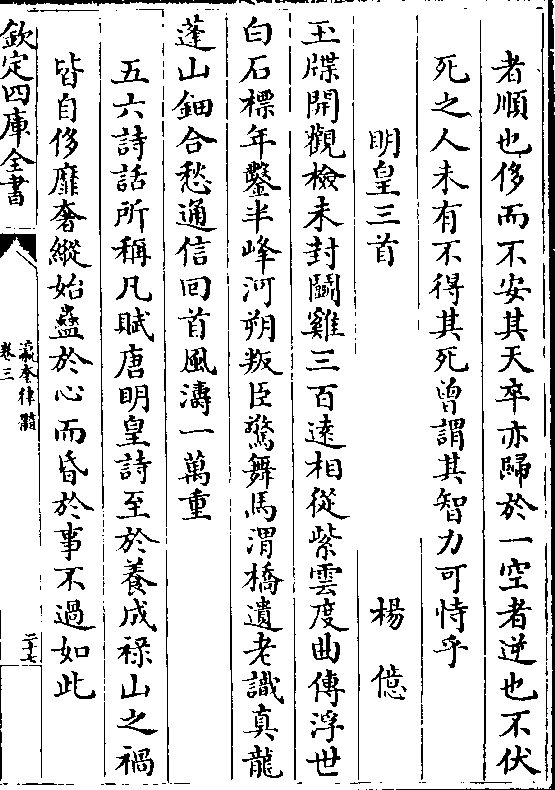 者順也侈而不安其天卒亦歸於一空者逆也不伏
死之人未有不得其死曾謂其智力可恃乎
明皇三首 楊億
玉牒開觀檢未封鬬雞三百逺相從紫雲度曲傳浮世
白石標年鑿半峰河朔叛臣驚舞馬渭橋遺老識真龍
蓬山鈿合愁通信回首風濤一萬重
五六詩話所稱凡賦唐明皇詩至於養成禄山之禍
皆自侈靡奢縱始蠱於心而昏於事不過如此
欽定四庫全書
瀛奎律髓
卷三
二十七